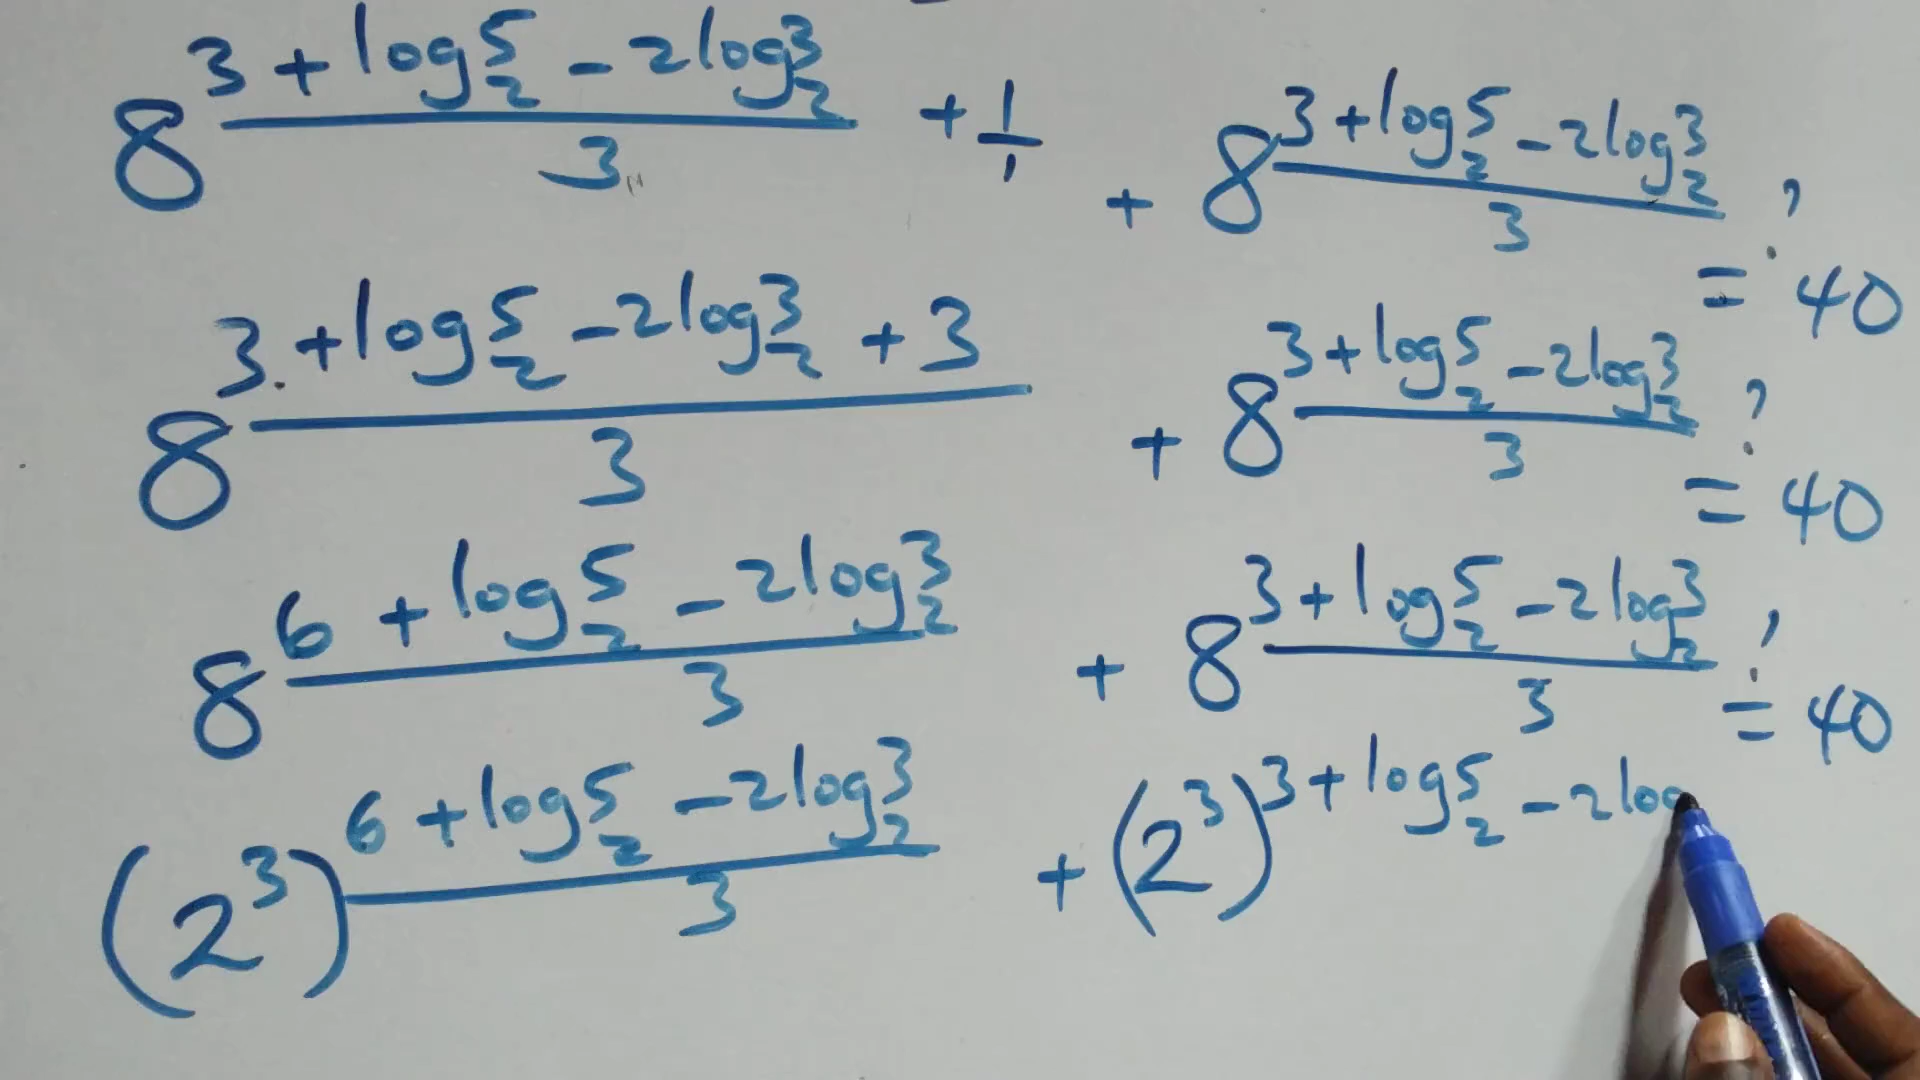 8^((3 + log₂5 − 2log₂3)/3 + 1/1) + 8^((3 + log₂5 − 2log₂3)/3) =? 40
8^((3 + log₂5 − 2log₂3 + 3)/3) + 8^((3 + log₂5 − 2log₂3)/3) =? 40
8^((6 + log₂5 − 2log₂3)/3) + 8^((3 + log₂5 − 2log₂3)/3) =? 40
(2³)^((6 + log₂5 − 2log₂3)/3) + (2³)^(3 + log₂5 − 2log